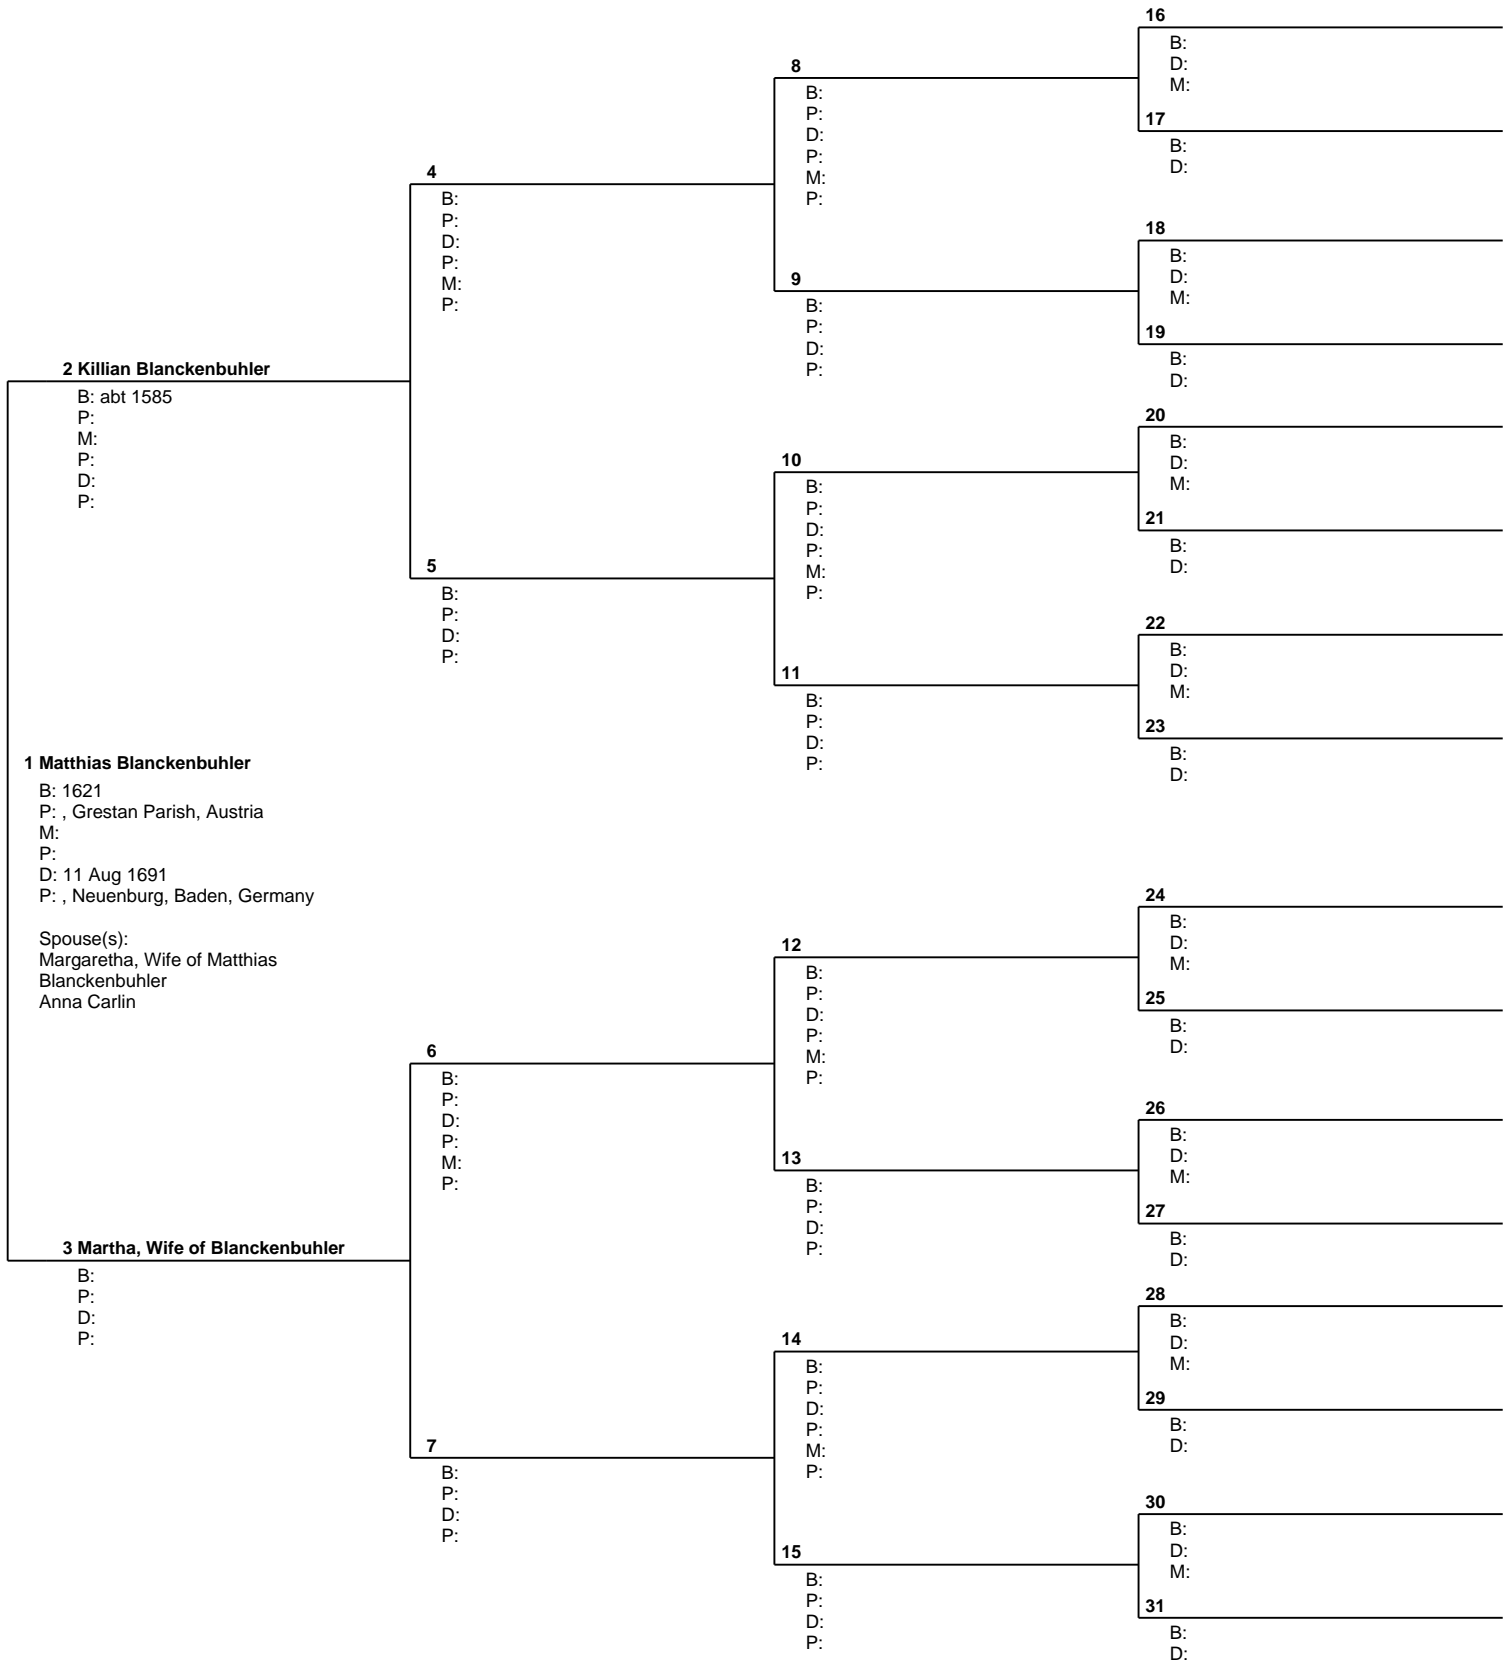 16
B:
D:
M:
8
B:
P:
D:
P:
M:
P:
17
B:
D:
4
B:
P:
D:
P:
M:
P:
18
B:
D:
M:
9
B:
P:
D:
P:
19
B:
D:
2 Killian Blanckenbuhler
B: abt 1585
P:
M:
P:
D:
P:
20
B:
D:
M:
10
B:
P:
D:
P:
M:
P:
21
B:
D:
5
B:
P:
D:
P:
22
B:
D:
M:
11
B:
P:
D:
P:
23
B:
D:
1 Matthias Blanckenbuhler
B: 1621
P: , Grestan Parish, Austria
M:
P:
D: 11 Aug 1691
P: , Neuenburg, Baden, Germany
Spouse(s):
Margaretha, Wife of Matthias
Blanckenbuhler
Anna Carlin
24
B:
D:
M:
12
B:
P:
D:
P:
M:
P:
25
B:
D:
6
B:
P:
D:
P:
M:
P:
26
B:
D:
M:
13
B:
P:
D:
P:
27
B:
D:
3 Martha, Wife of Blanckenbuhler
B:
P:
D:
P:
28
B:
D:
M:
14
B:
P:
D:
P:
M:
P:
29
B:
D:
7
B:
P:
D:
P:
30
B:
D:
M:
15
B:
P:
D:
P:
31
B:
D: